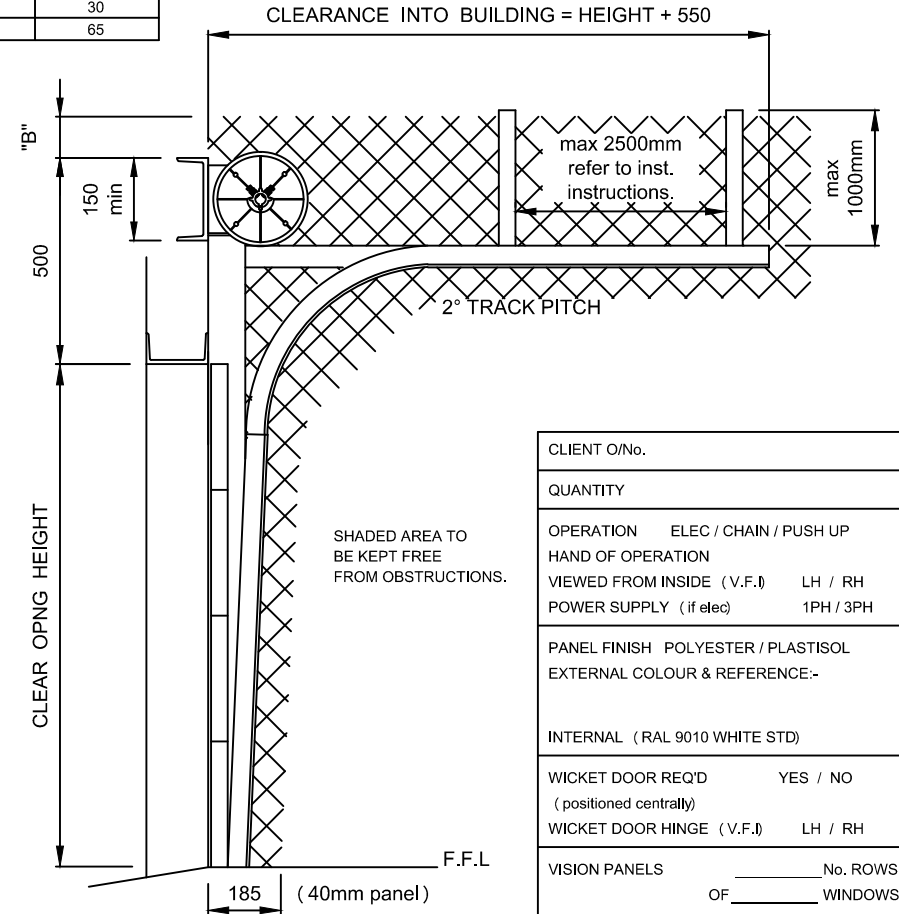 30
65
CLEARANCE INTO BUILDING = HEIGHT + 550
"B"
150
min
500
max 2500mm
refer to inst.
instructions.
max
1000mm
2° TRACK PITCH
CLEAR OPNG HEIGHT
SHADED AREA TO
BE KEPT FREE
FROM OBSTRUCTIONS.
F.F.L
185 (40mm panel)
CLIENT O/No.
QUANTITY
OPERATION ELEC / CHAIN / PUSH UP
HAND OF OPERATION
VIEWED FROM INSIDE (V.F.I) LH / RH
POWER SUPPLY (if elec) 1PH / 3PH
PANEL FINISH POLYESTER / PLASTISOL
EXTERNAL COLOUR & REFERENCE:-
INTERNAL (RAL 9010 WHITE STD)
WICKET DOOR REQ'D YES / NO
(positioned centrally)
WICKET DOOR HINGE (V.F.I) LH / RH
VISION PANELS ________ No. ROWS
OF ________ WINDOWS